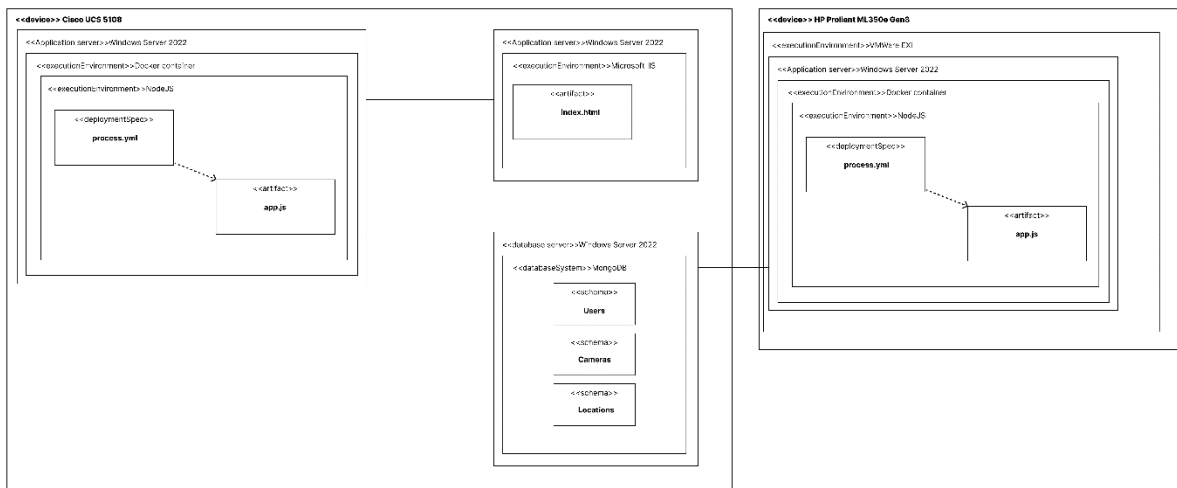 <<device>> Cisco UCS 5108
<<Application server>>Windows Server 2022
<<executionEnvironment>>Docker container
<<executionEnvironment>>NodeJS
<<deploymentSpec>>
process.yml
<<artifact>>
app.js
<<Application server>>Windows Server 2022
<<executionEnvironment>>Microsoft IIS
<<artifact>>
index.html
<<database server>>Windows Server 2022
<<databaseSystem>>MongoDB
<<schema>>
Users
<<schema>>
Cameras
<<schema>>
Locations
<<device>> HP Proliant ML350e Gen8
<<executionEnvironment>>VMWare EXI
<<Application server>>Windows Server 2022
<<executionEnvironment>>Docker container
<<executionEnvironment>>NodeJS
<<deploymentSpec>>
process.yml
<<artifact>>
app.js